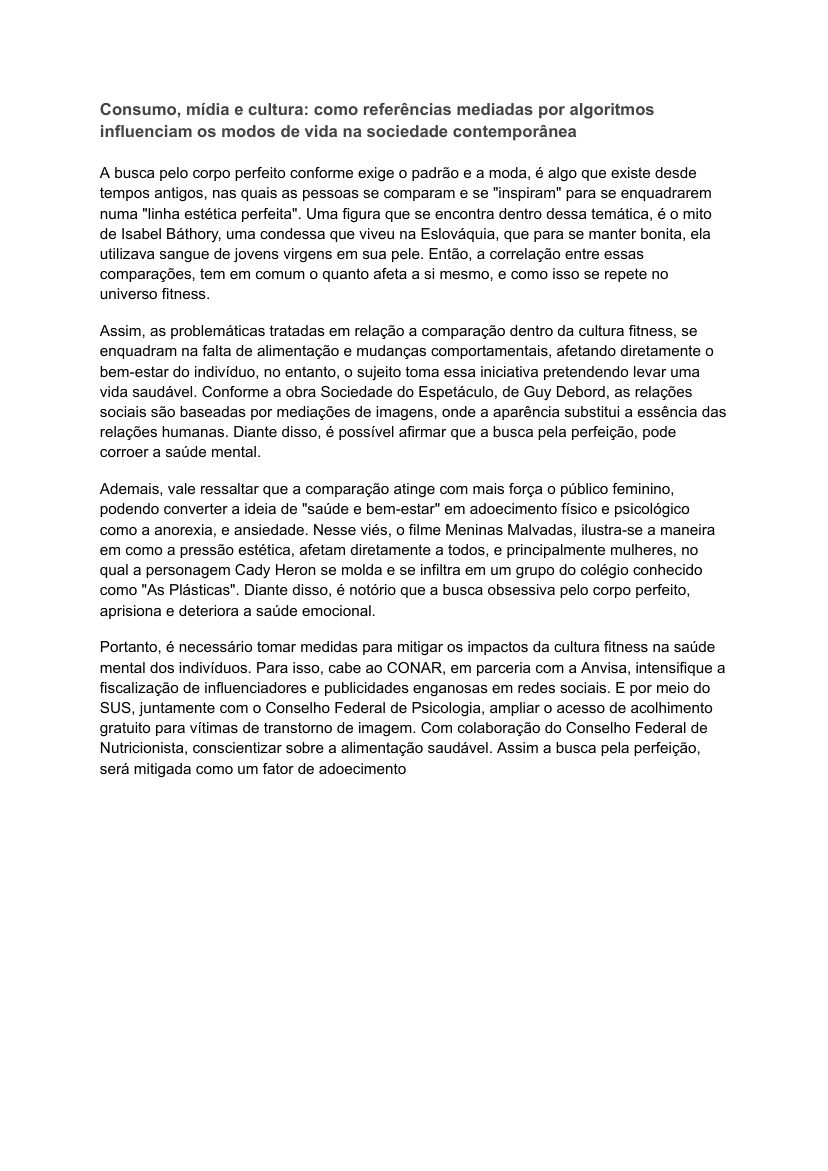 Consumo, mídia e cultura: como referências mediadas por algoritmos
influenciam os modos de vida na sociedade contemporânea
A busca pelo corpo perfeito conforme exige o padrão e a moda, é algo que existe desde
tempos antigos, nas quais as pessoas se comparam e se "inspiram" para se enquadrarem
numa "linha estética perfeita". Uma figura que se encontra dentro dessa temática, é o mito
de Isabel Báthory, uma condessa que viveu na Eslováquia, que para se manter bonita, ela
utilizava sangue de jovens virgens em sua pele. Então, a correlação entre essas
comparações, tem em comum o quanto afeta a si mesmo, e como isso se repete no
universo fitness.
Assim, as problemáticas tratadas em relação a comparação dentro da cultura fitness, se
enquadram na falta de alimentação e mudanças comportamentais, afetando diretamente o
bem-estar do indivíduo, no entanto, o sujeito toma essa iniciativa pretendendo levar uma
vida saudável. Conforme a obra Sociedade do Espetáculo, de Guy Debord, as relações
sociais são baseadas por mediações de imagens, onde a aparência substitui a essência das
relações humanas. Diante disso, é possível afirmar que a busca pela perfeição, pode
corroer a saúde mental.
Ademais, vale ressaltar que a comparação atinge com mais força o público feminino,
podendo converter a ideia de "saúde e bem-estar" em adoecimento físico e psicológico
como a anorexia, e ansiedade. Nesse viés, o filme Meninas Malvadas, ilustra-se a maneira
em como a pressão estética, afetam diretamente a todos, e principalmente mulheres, no
qual a personagem Cady Heron se molda e se infiltra em um grupo do colégio conhecido
como "As Plásticas". Diante disso, é notório que a busca obsessiva pelo corpo perfeito,
aprisiona e deteriora a saúde emocional.
Portanto, é necessário tomar medidas para mitigar os impactos da cultura fitness na saúde
mental dos indivíduos. Para isso, cabe ao CONAR, em parceria com a Anvisa, intensifique a
fiscalização de influenciadores e publicidades enganosas em redes sociais. E por meio do
SUS, juntamente com o Conselho Federal de Psicologia, ampliar o acesso de acolhimento
gratuito para vítimas de transtorno de imagem. Com colaboração do Conselho Federal de
Nutricionista, conscientizar sobre a alimentação saudável. Assim a busca pela perfeição,
será mitigada como um fator de adoecimento